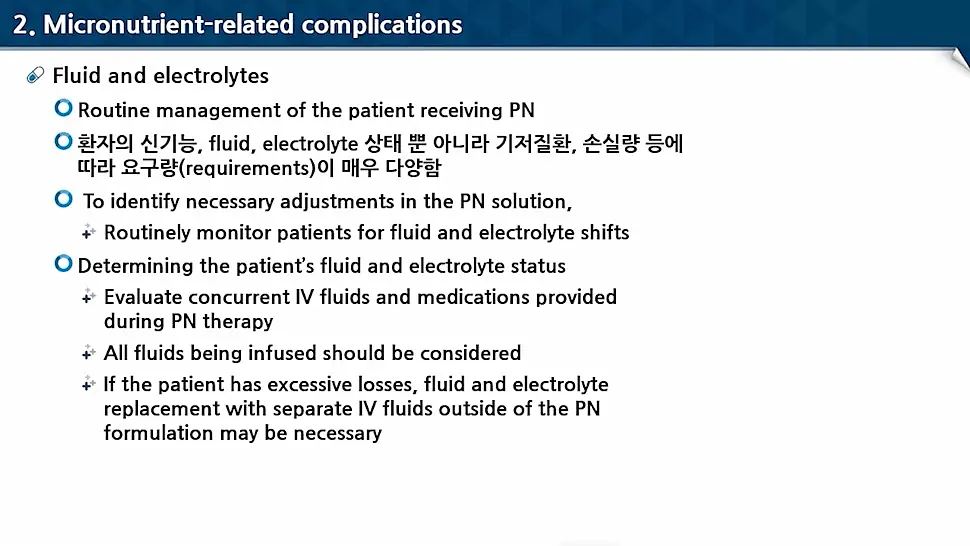 2. Micronutrient-related complications
Fluid and electrolytes
Routine management of the patient receiving PN
환자의 신기능, fluid, electrolyte 상태 뿐 아니라 기저질환, 손실량 등에
따라 요구량(requirements)이 매우 다양함
To identify necessary adjustments in the PN solution,
Routinely monitor patients for fluid and electrolyte shifts
Determining the patient's fluid and electrolyte status
Evaluate concurrent IV fluids and medications provided
during PN therapy
All fluids being infused should be considered
If the patient has excessive losses, fluid and electrolyte
replacement with separate IV fluids outside of the PN
formulation may be necessary